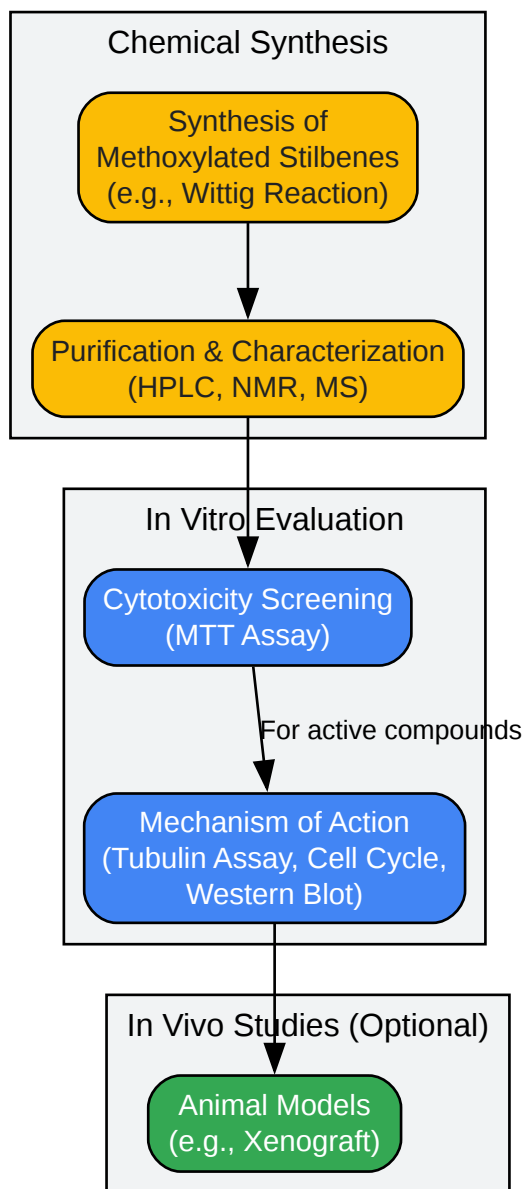 Chemical Synthesis
Synthesis of
Methoxylated Stilbenes
(e.g., Wittig Reaction)
Purification & Characterization
(HPLC, NMR, MS)
In Vitro Evaluation
Cytotoxicity Screening
(MTT Assay)
For active compounds
Mechanism of Action
(Tubulin Assay, Cell Cycle,
Western Blot)
In Vivo Studies (Optional)
Animal Models
(e.g., Xenograft)